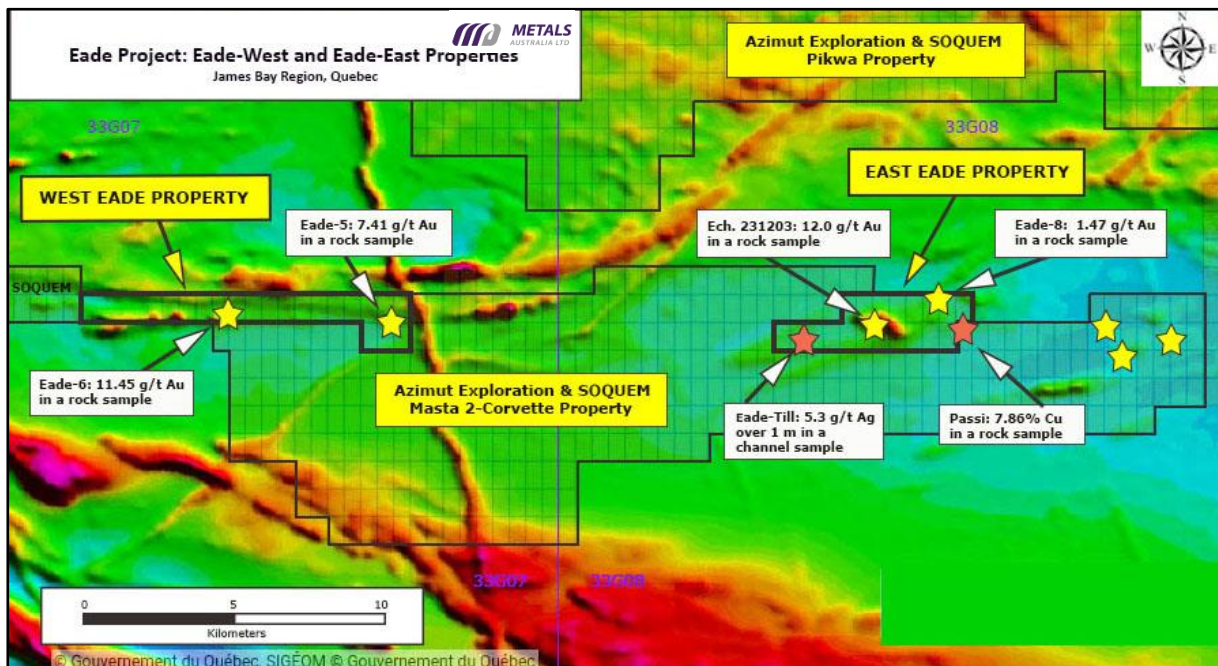 METALS
AUSTRALIA LTD
Eade Project: Eade-West and Eade-East Properties
James Bay Region, Quebec
Azimut Exploration & SOQUEM
Pikwa Property
N
W
E
S
33G07
33G08
WEST EADE PROPERTY
EAST EADE PROPERTY
Eade-5: 7.41 g/t Au
in a rock sample
Ech. 231203: 12.0 g/t Au
in a rock sample
Eade-8: 1.47 g/t Au
in a rock sample
SOQUEM
Eade-6: 11.45 g/t Au
in a rock sample
Azimut Exploration & SOQUEM
Masta 2-Corvette Property
Eade-Till: 5.3 g/t Ag
over 1 m in a
channel sample
Passi: 7.86% Cu
in a rock sample
33G07
33G08
0
5
10
Kilometers
© Gouvernement du Québec, SIGÉOM © Gouvernement du Québec